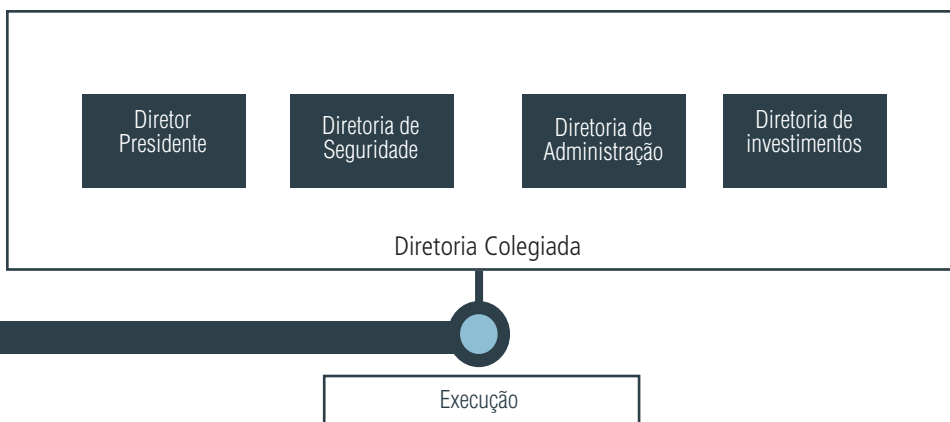 Diretor
Presidente
Diretoria de
Seguridade
Diretoria de
Administração
Diretoria de
investimentos
Diretoria Colegiada
Execução